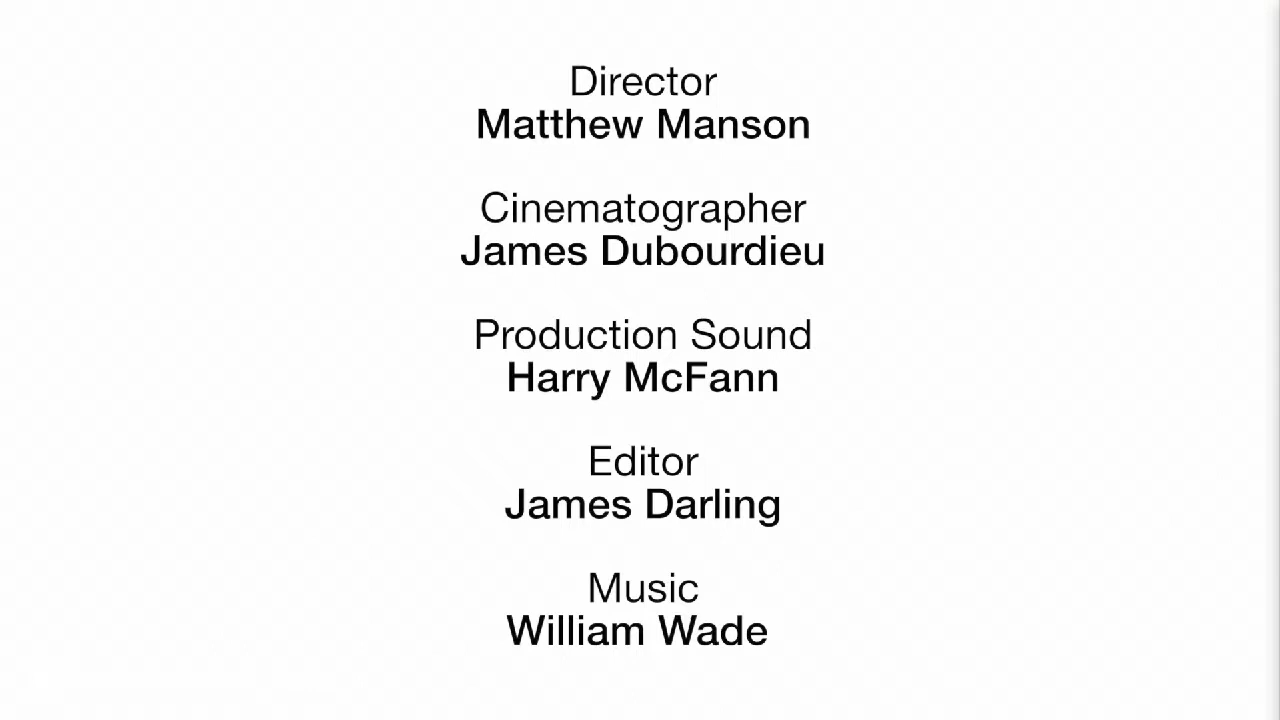 Director
Matthew Manson
Cinematographer
James Dubourdieu
Production Sound
Harry McFann
Editor
James Darling
Music
William Wade